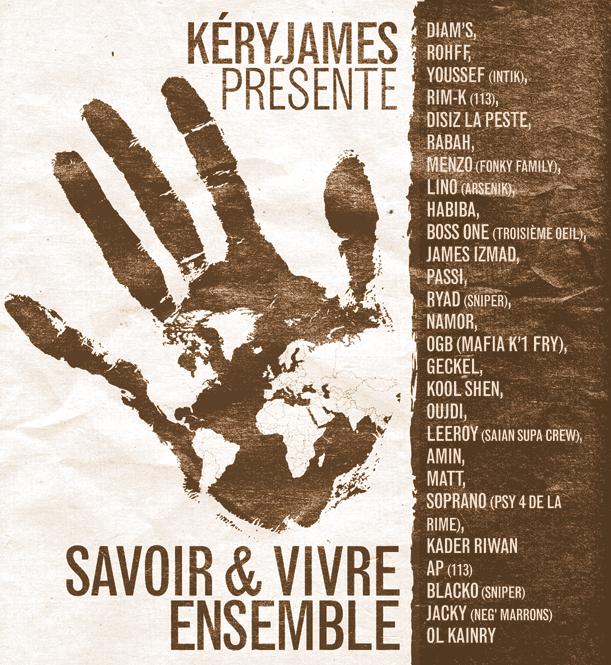 KÉRY JAMES
PRÉSENTE
SAVOIR & VIVRE
ENSEMBLE
DIAM'S,
ROHFF,
YOUSSEF (INTIK),
RIM-K (113),
DISIZ LA PESTE,
RABAH,
MENZO (FONKY FAMILY),
LINO (ARSENIK),
HABIBA,
BOSS ONE (TROISIÈME OEIL),
JAMES IZMAD,
PASSI,
RYAD (SNIPER),
NAMOR,
OGB (MAFIA K'1 FRY),
GECKEL,
KOOL SHEN,
OUJDI,
LEEROY (SAIAN SUPA CREW),
AMIN,
MATT,
SOPRANO (PSY 4 DE LA
RIME),
KADER RIWAN
AP (113)
BLACKO (SNIPER)
JACKY (NEG' MARRONS)
OL KAINRY